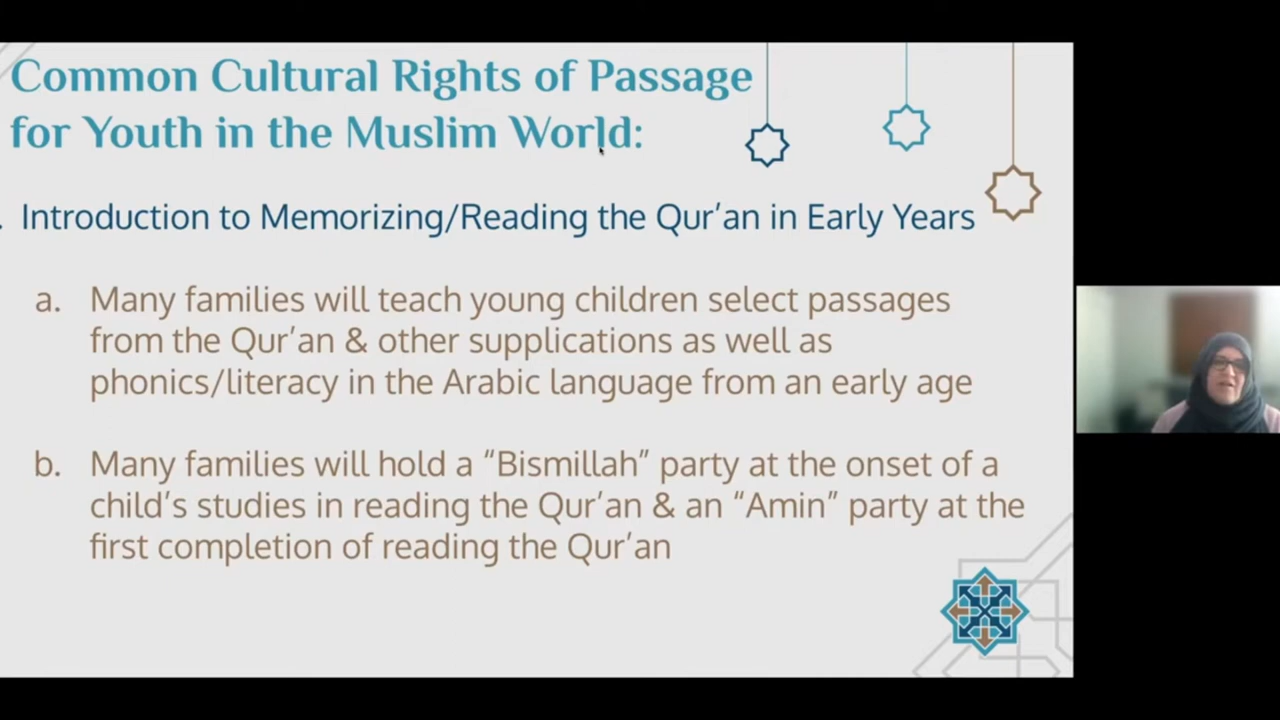 Common Cultural Rights of Passage
for Youth in the Muslim World:
. Introduction to Memorizing/Reading the Qur’an in Early Years
a. Many families will teach young children select passages
from the Qur’an & other supplications as well as
phonics/literacy in the Arabic language from an early age
b. Many families will hold a “Bismillah” party at the onset of a
child’s studies in reading the Qur’an & an “Amin” party at the
first completion of reading the Qur’an